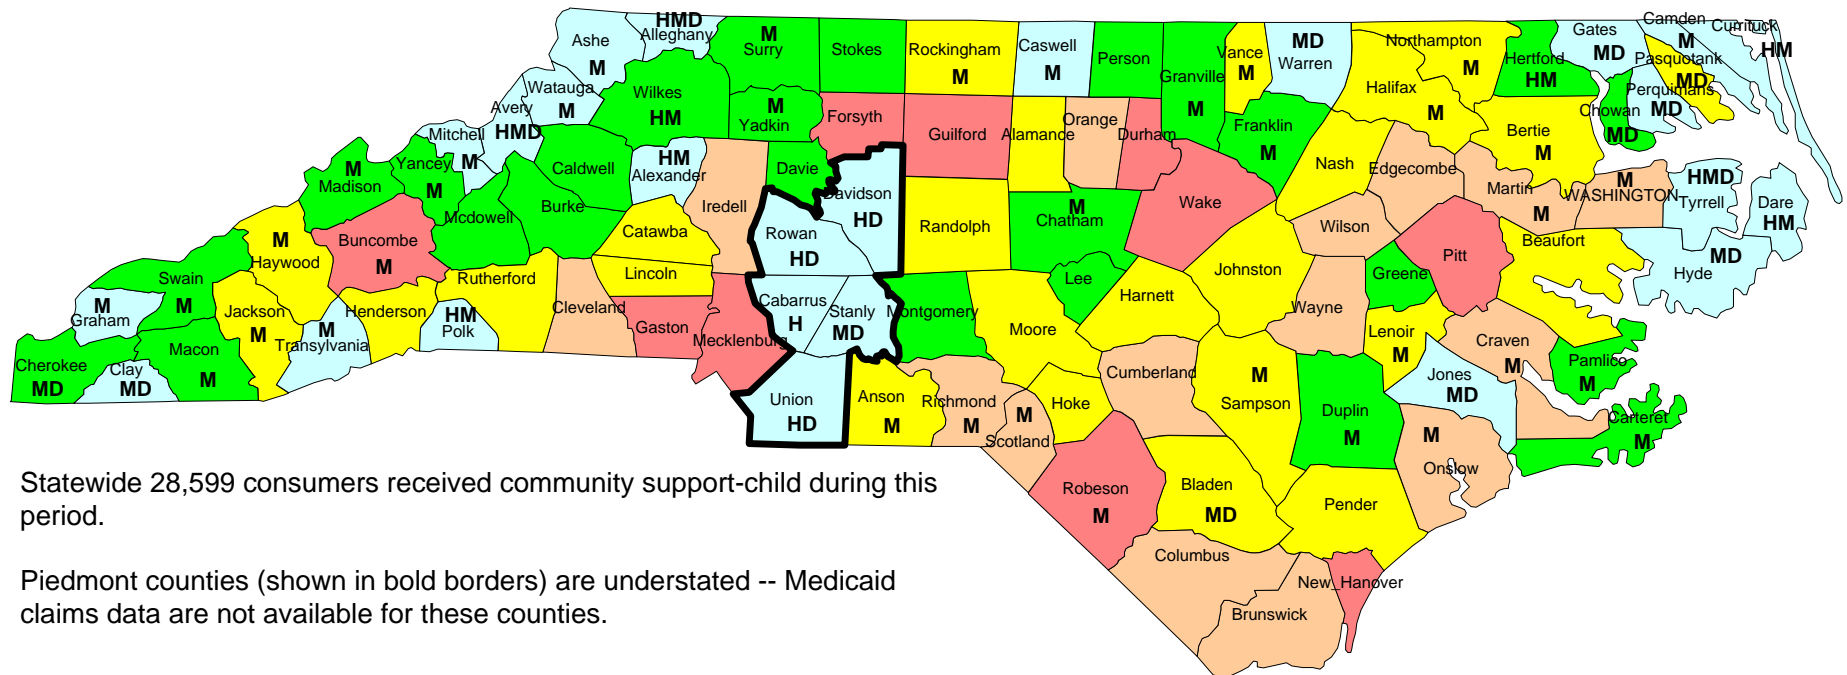 Ashe
M
HMD
Alleghany
M
Surry
Stokes
Rockingham
M
Caswell
M
Person
Granville
M
Vance
M
MD
Warren
Northampton
M
Halifax
M
Hertford
HM
Gates
MD
Camden
M
Currituck
HM
Pasquotank
MD
Perquimans
MD
Chowan
MD
Watauga
M
Wilkes
HM
M
Yadkin
Forsyth
Guilford
Alamance
Orange
Durham
Franklin
M
Nash
Edgecombe
Bertie
M
Martin
M
M
WASHINGTON
HMD
Tyrrell
Dare
HM
Avery
HMD
Mitchell
M
Yancey
M
M
Madison
Caldwell
HM
Alexander
Davie
Davidson
HD
Iredell
Burke
Mcdowell
Buncombe
M
M
Haywood
Swain
M
M
Graham
Cherokee
MD
Clay
MD
Macon
M
Jackson
M
M
Transylvania
Henderson
Rutherford
HM
Polk
Cleveland
Catawba
Lincoln
Gaston
Mecklenburg
Rowan
HD
Cabarrus
H
Stanly
MD
Union
HD
Randolph
M
Chatham
Wake
Lee
Harnett
Johnston
Wilson
Greene
Pitt
Beaufort
MD
Hyde
Montgomery
Moore
Wayne
Lenoir
M
Craven
M
Pamlico
M
Jones
MD
Carteret
M
Anson
M
Richmond
M
M
Scotland
Hoke
Cumberland
M
Sampson
Duplin
M
M
Onslow
Robeson
M
Bladen
MD
Pender
Columbus
New_Hanover
Brunswick
Statewide 28,599 consumers received community support-child during this
period.
Piedmont counties (shown in bold borders) are understated -- Medicaid
claims data are not available for these counties.